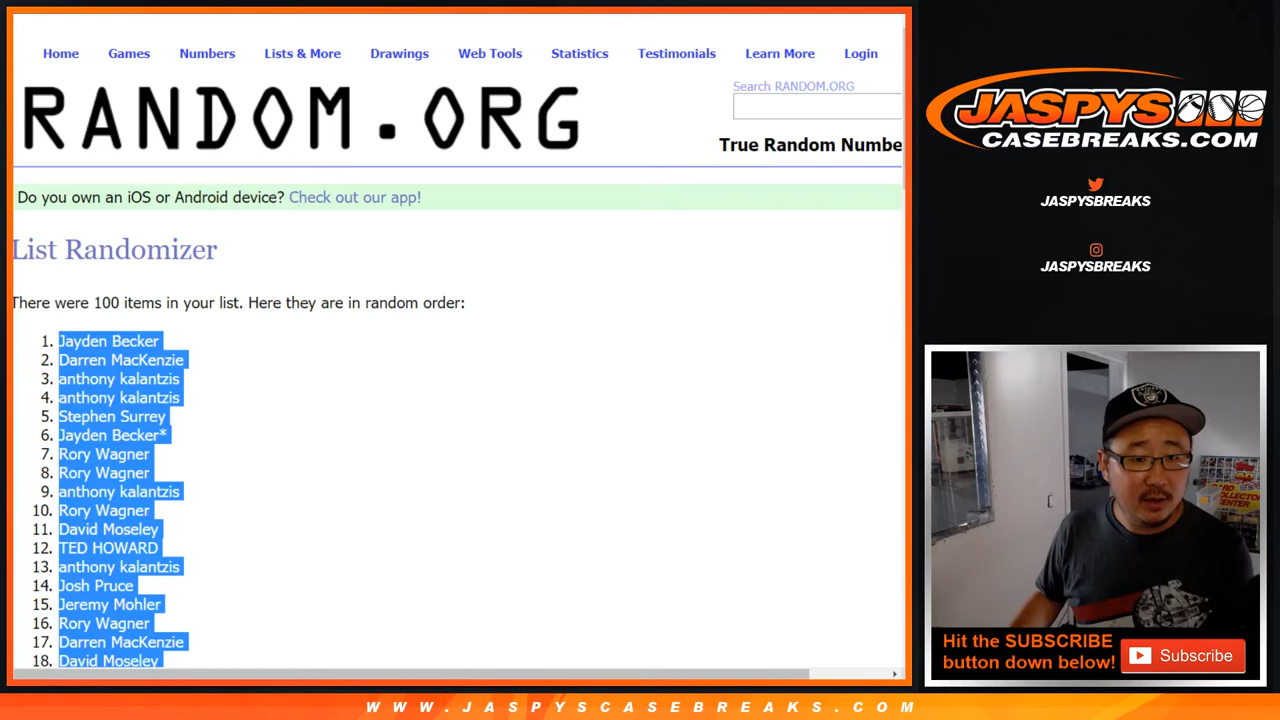 Home Games Numbers Lists & More Drawings Web Tools Statistics Testimonials Learn More Login
RANDOM.ORG
Search RANDOM.ORG
True Random Numbe
Do you own an iOS or Android device? Check out our app!
List Randomizer
There were 100 items in your list. Here they are in random order:
1. Jayden Becker
2. Darren MacKenzie
3. anthony kalantzis
4. anthony kalantzis
5. Stephen Surrey
6. Jayden Becker*
7. Rory Wagner
8. Rory Wagner
9. anthony kalantzis
10. Rory Wagner
11. David Moseley
12. TED HOWARD
13. anthony kalantzis
14. Josh Pruce
15. Jeremy Mohler
16. Rory Wagner
17. Darren MacKenzie
18. David Moseley
JASPYS
CASEBREAKS.COM
JASPYSBREAKS
JASPYSBREAKS
Hit the SUBSCRIBE
button down below!
Subscribe
WWW.JASPYSCASEBREAKS.COM